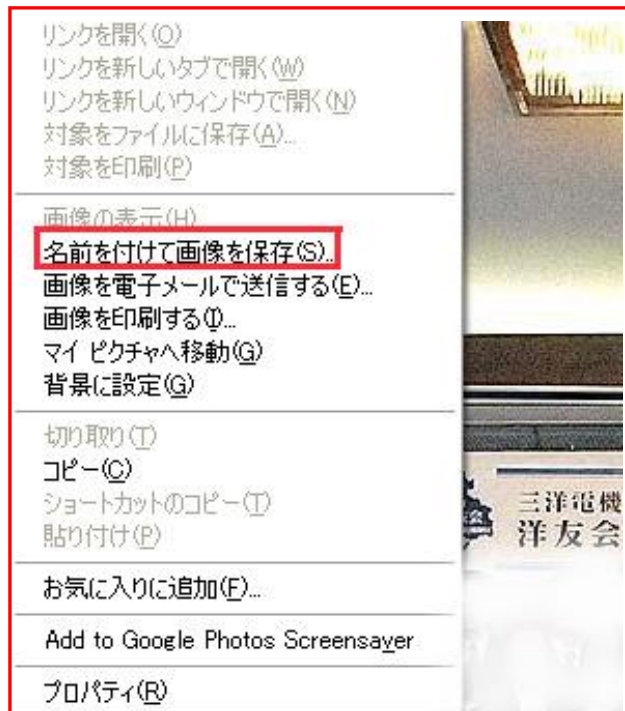 リンクを開く(O)
リンクを新しいタブで開く(W)
リンクを新しいウィンドウで開く(N)
対象をファイルに保存(A)...
対象を印刷(P)
画像の表示(H)
名前を付けて画像を保存(S)...
画像を電子メールで送信する(E)...
画像を印刷する(I)...
マイ ピクチャへ移動(G)
背景に設定(G)
切り取り(T)
コピー(C)
ショートカットのコピー(T)
貼り付け(P)
お気に入りに追加(F)...
Add to Google Photos Screensaver
プロパティ(R)
三洋電機
洋友会